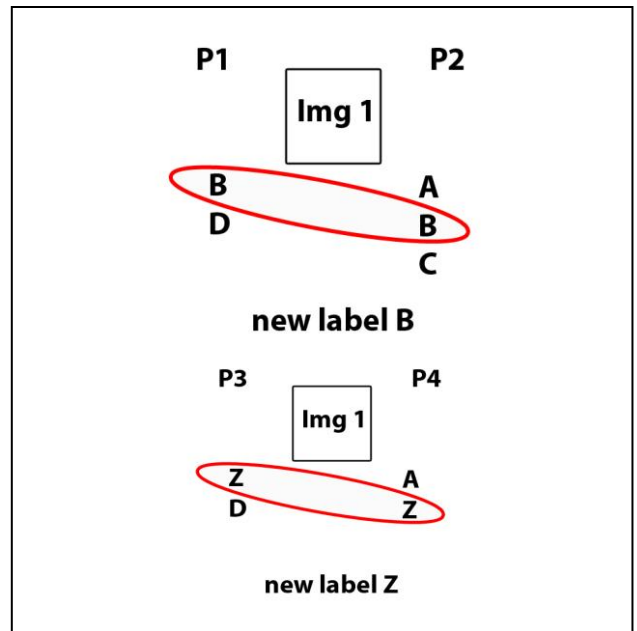 P1 P2
Img 1
B A
D B
C
new label B
P3 P4
Img 1
Z A
D Z
new label Z